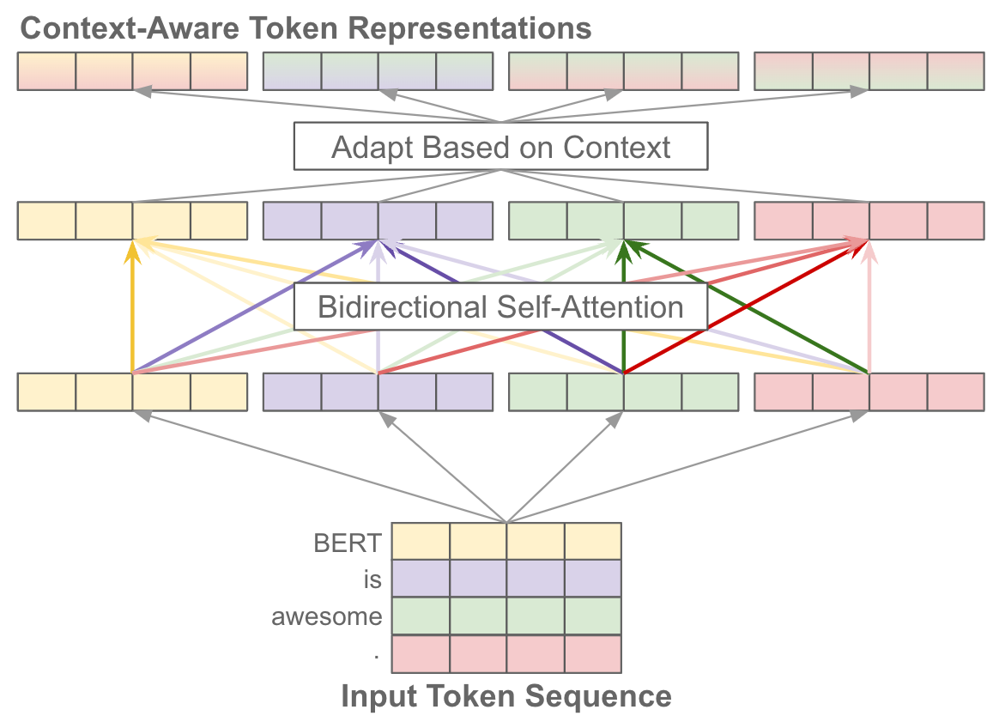 Context-Aware Token Representations
Adapt Based on Context
Bidirectional Self-Attention
BERT
is
awesome
.
Input Token Sequence